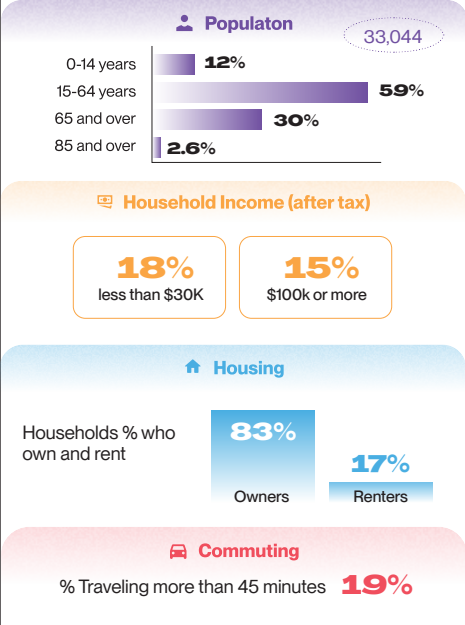 Populaton
33,044
0-14 years 12%
15-64 years 59%
65 and over 30%
85 and over 2.6%
Household Income (after tax)
18%
less than $30K
15%
$100k or more
Housing
Households % who
own and rent
83%
Owners
17%
Renters
Commuting
% Traveling more than 45 minutes 19%